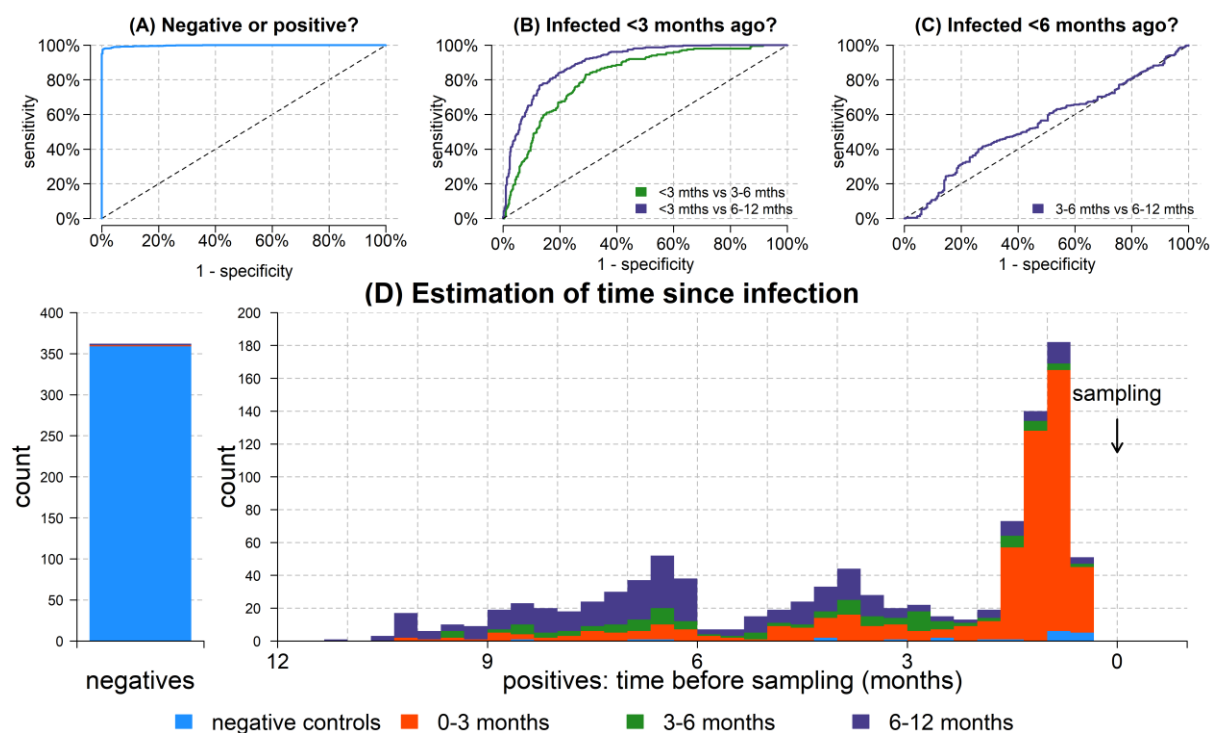 (A) Negative or positive?
100%
80%
60%
40%
20%
0%
sensitivity
0% 20% 40% 60% 80% 100%
1 - specificity
(B) Infected <3 months ago?
100%
80%
60%
40%
20%
0%
sensitivity
<3 mths vs 3-6 mths
<3 mths vs 6-12 mths
0% 20% 40% 60% 80% 100%
1 - specificity
(C) Infected <6 months ago?
100%
80%
60%
40%
20%
0%
sensitivity
3-6 mths vs 6-12 mths
0% 20% 40% 60% 80% 100%
1 - specificity
(D) Estimation of time since infection
400
350
300
250
200
150
100
50
0
count
negatives
200
180
160
140
120
100
80
60
40
20
0
count
sampling
12 9 6 3 0
positives: time before sampling (months)
negative controls 0-3 months 3-6 months 6-12 months